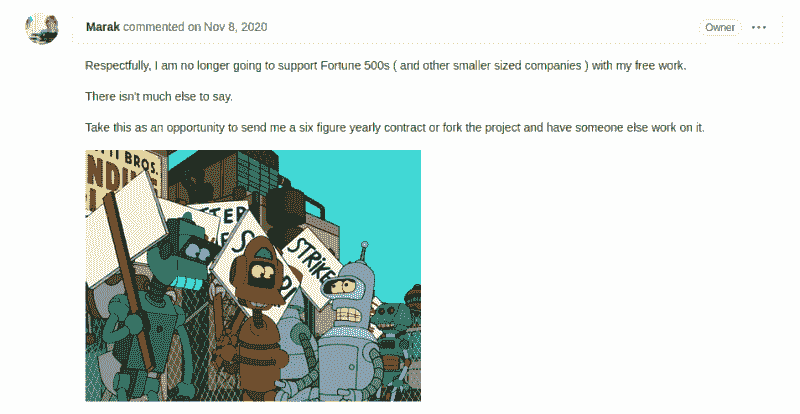 Marak commented on Nov 8, 2020
Owner
Respectfully, I am no longer going to support Fortune 500s ( and other smaller sized companies ) with my free work.
There isn't much else to say.
Take this as an opportunity to send me a six figure yearly contract or fork the project and have someone else work on it.
BROS.
STRIKE